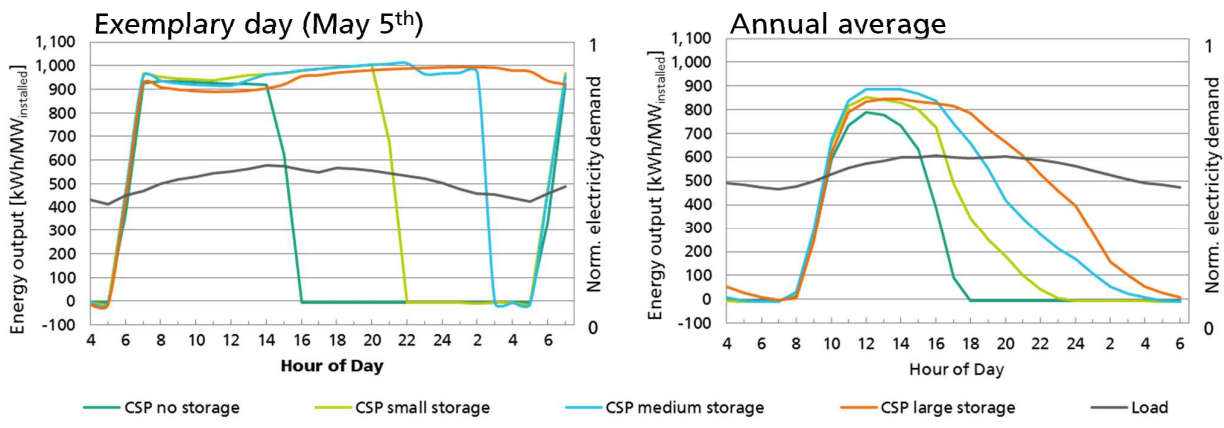 Exemplary day (May 5th)
1,100
1,000
900
800
700
600
500
400
300
200
100
0
-100
Energy output [kWh/MWinstalled]
1
Norm. electricity demand
0
4 6 8 10 12 14 16 18 20 22 24 2 4 6
Hour of Day
Annual average
1,100
1,000
900
800
700
600
500
400
300
200
100
0
-100
Energy output [kWh/MWinstalled]
1
Norm. electricity demand
0
4 6 8 10 12 14 16 18 20 22 24 2 4 6
Hour of Day
CSP no storage CSP small storage CSP medium storage CSP large storage Load